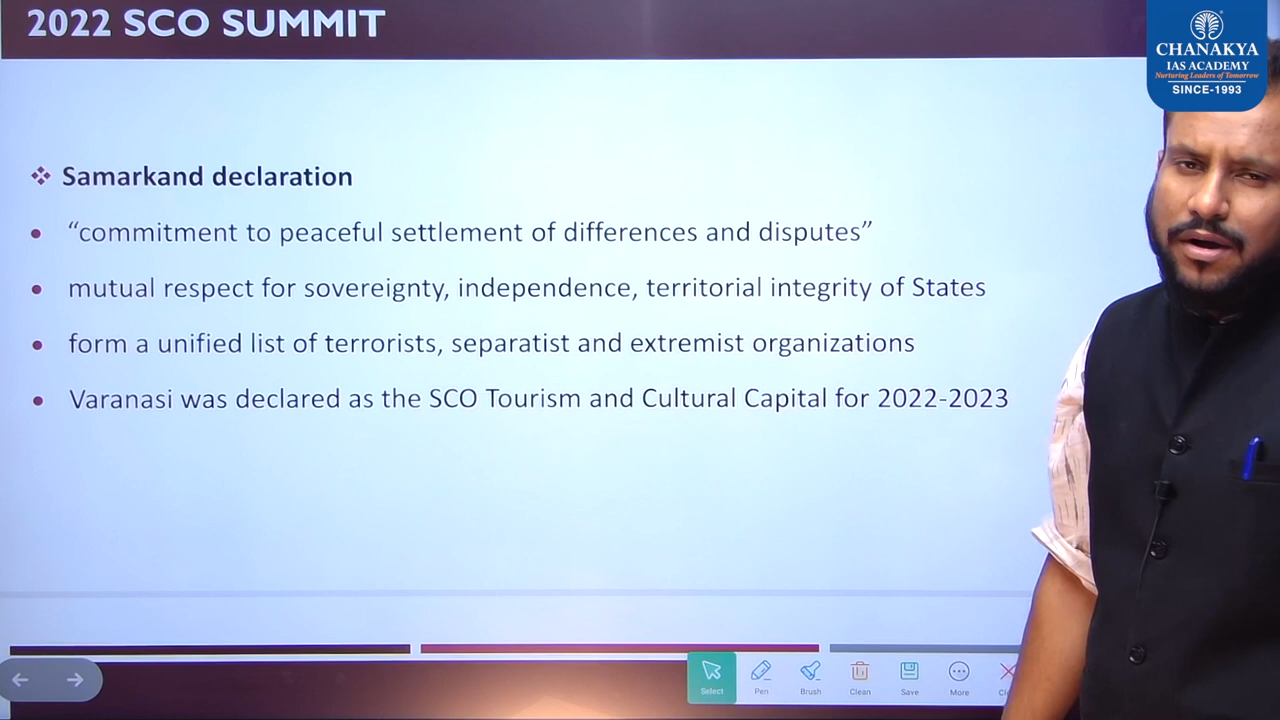 2022 SCO SUMMIT
CHANAKYA
IAS ACADEMY
Nurturing Leaders of Tomorrow
SINCE-1993
❖ Samarkand declaration
• “commitment to peaceful settlement of differences and disputes”
• mutual respect for sovereignty, independence, territorial integrity of States
• form a unified list of terrorists, separatist and extremist organizations
• Varanasi was declared as the SCO Tourism and Cultural Capital for 2022-2023
Select Pen Brush Clean Save More